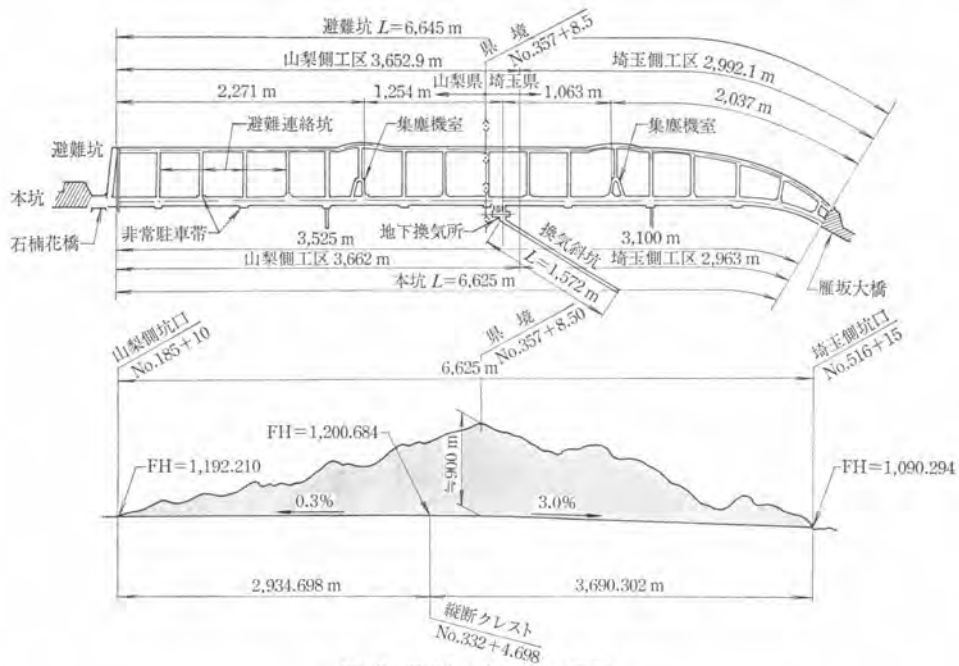 避難坑 L=6,645 m
県境
No.357+8.5
山梨側工区 3,652.9 m
埼玉側工区 2,992.1 m
山梨県 埼玉県
2,271 m
1,254 m
1,063 m
2,037 m
避難連絡坑
集塵機室
集塵機室
避難坑
本坑
石楠花橋
非常駐車帯
3,525 m
地下換気所
換気斜坑
L=1,572 m
3,100 m
山梨側工区 3,662 m
埼玉側工区 2,963 m
本坑 L=6,625 m
雁坂大橋
山梨側坑口
No.185+10
県境
No.357+8.50
埼玉側坑口
No.516+15
6,625 m
FH=1,200.684
≒900 m
FH=1,192.210
FH=1,090.294
0.3%
3.0%
2,934.698 m
3,690.302 m
縦断クレスト
No.332+4.698